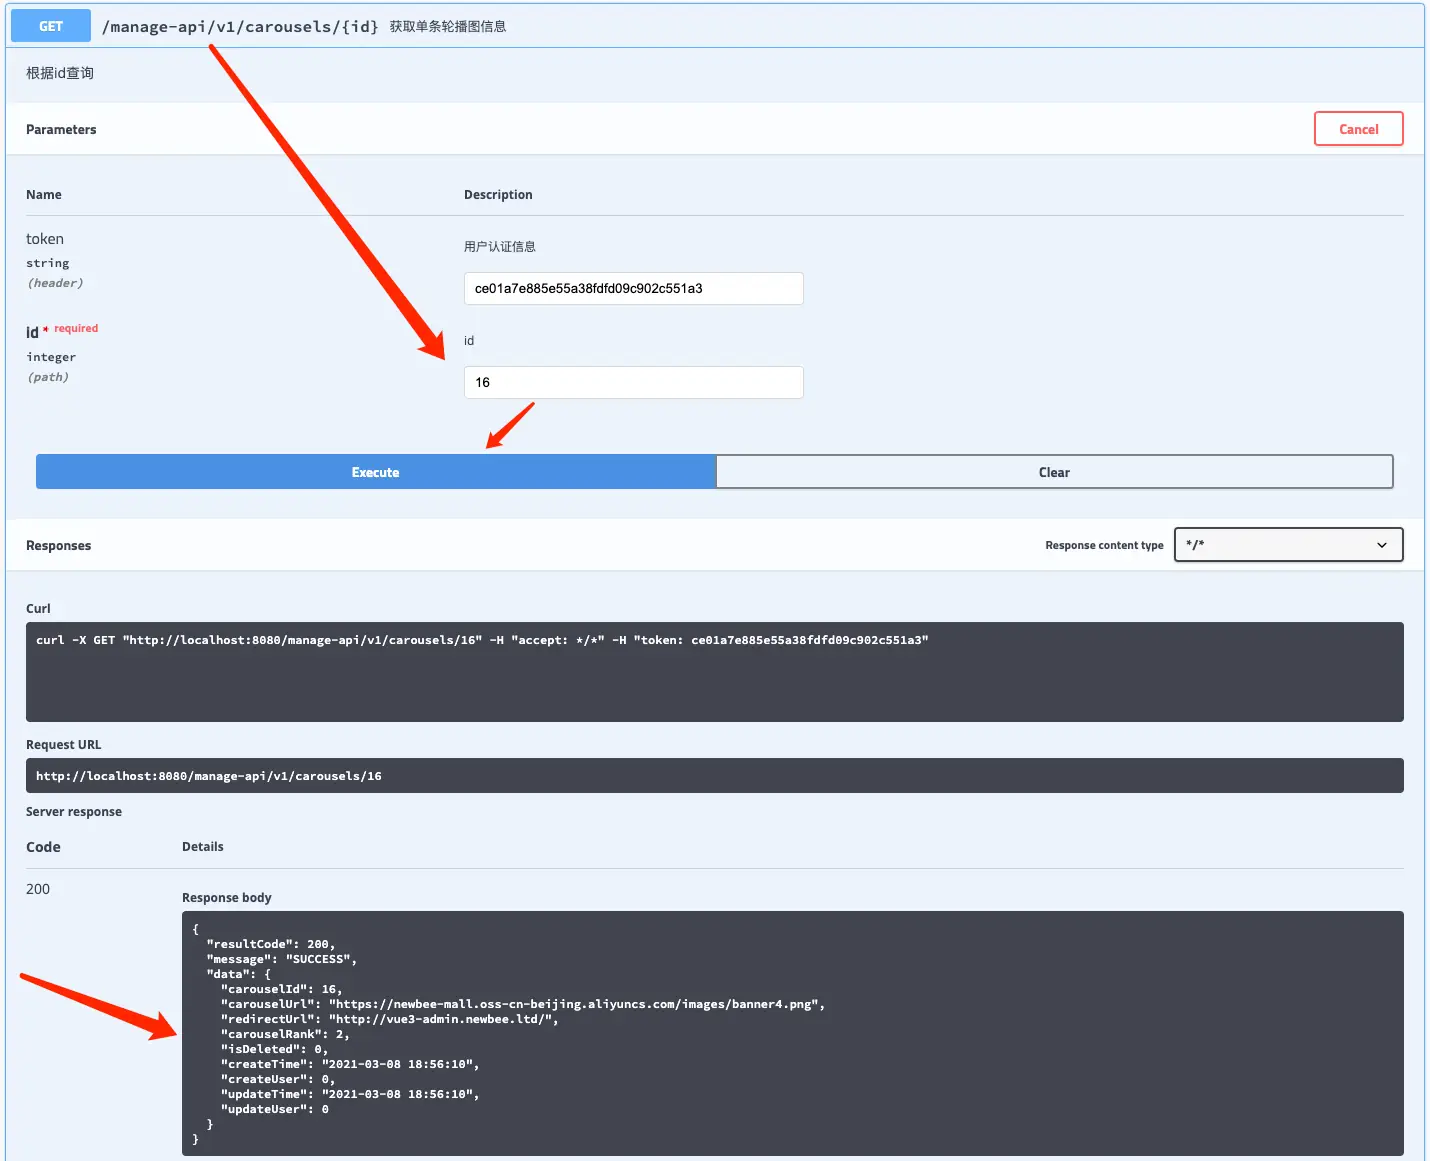 GET /manage-api/v1/carousels/{id} 获取单条轮播图信息
根据id查询
Parameters Cancel
Name Description
token
string
(header)
用户认证信息
ce01a7e885e55a38fdfd09c902c551a3
id * required
integer
(path)
id
16
Execute Clear
Responses Response content type */*
Curl
curl -X GET "http://localhost:8080/manage-api/v1/carousels/16" -H "accept: */*" -H "token: ce01a7e885e55a38fdfd09c902c551a3"
Request URL
http://localhost:8080/manage-api/v1/carousels/16
Server response
Code Details
200
Response body
{
"resultCode": 200,
"message": "SUCCESS",
"data": {
"carouselId": 16,
"carouselUrl": "https://newbee-mall.oss-cn-beijing.aliyuncs.com/images/banner4.png",
"redirectUrl": "http://vue3-admin.newbee.ltd/",
"carouselRank": 2,
"isDeleted": 0,
"createTime": "2021-03-08 18:56:10",
"createUser": 0,
"updateTime": "2021-03-08 18:56:10",
"updateUser": 0
}
}